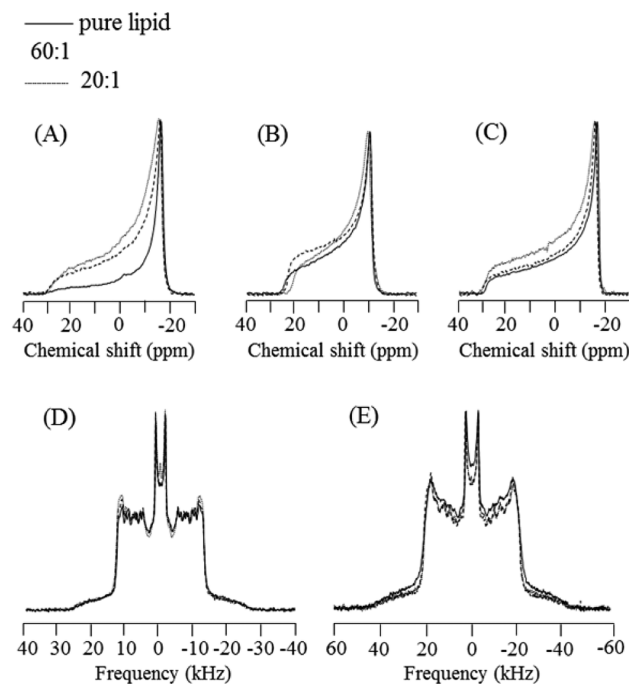 pure lipid
60:1
20:1
(A)
(B)
(C)
40 20 0 -20
40 20 0 -20
40 20 0 -20
Chemical shift (ppm)
Chemical shift (ppm)
Chemical shift (ppm)
(D)
(E)
40 30 20 10 0 -10 -20 -30 -40
60 40 20 0 -20 -40 -60
Frequency (kHz)
Frequency (kHz)